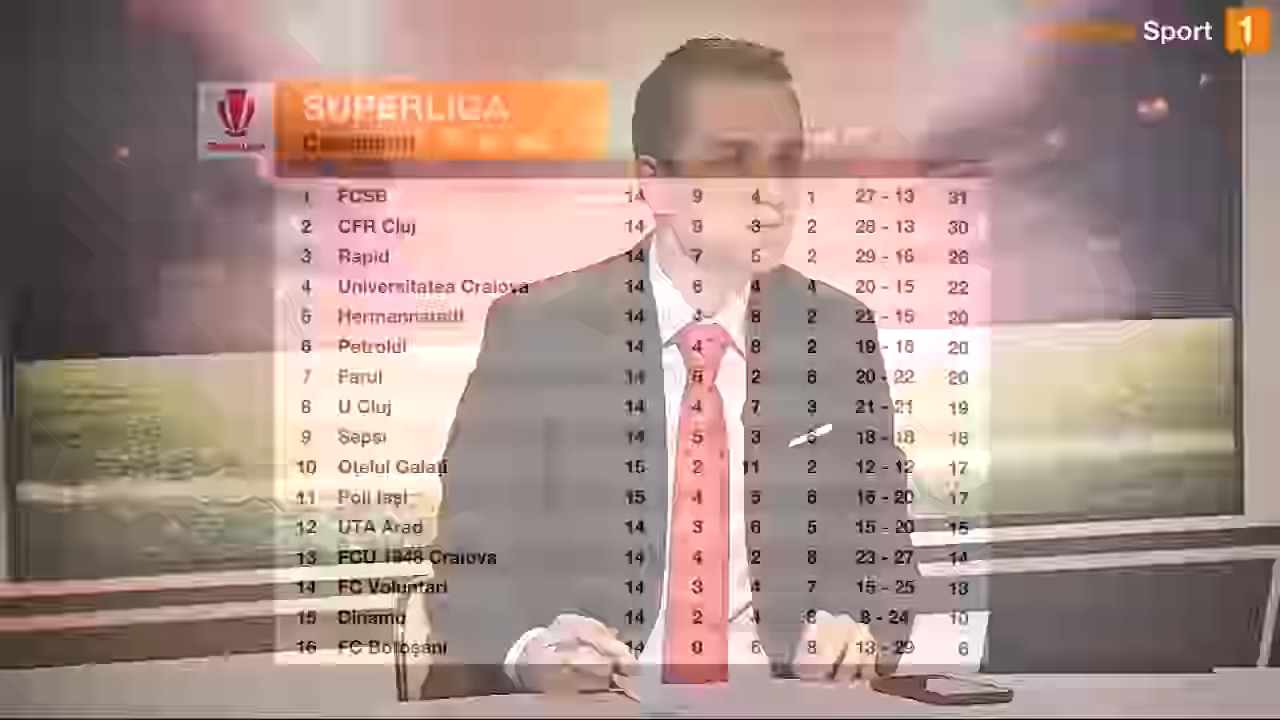 Sport 1
SUPERLIGA
1 FCSB 14 9 4 1 27 - 13 31
2 CFR Cluj 14 9 3 2 28 - 13 30
3 Rapid 14 7 5 2 29 - 16 26
4 Universitatea Craiova 14 6 4 4 20 - 15 22
5 Hermannstadt 14 4 8 2 22 - 15 20
6 Petrolul 14 4 8 2 19 - 16 20
7 Farul 14 6 2 6 20 - 22 20
8 U Cluj 14 4 7 3 21 - 21 19
9 Sepsi 14 5 3 6 18 - 18 18
10 Oțelul Galați 15 2 11 2 12 - 12 17
11 Poli Iași 15 4 5 6 16 - 20 17
12 UTA Arad 14 3 6 5 15 - 20 15
13 FCU 1948 Craiova 14 4 2 8 23 - 27 14
14 FC Voluntari 14 3 4 7 15 - 25 13
15 Dinamo 14 2 4 8 8 - 24 10
16 FC Botoșani 14 0 6 8 13 - 29 6